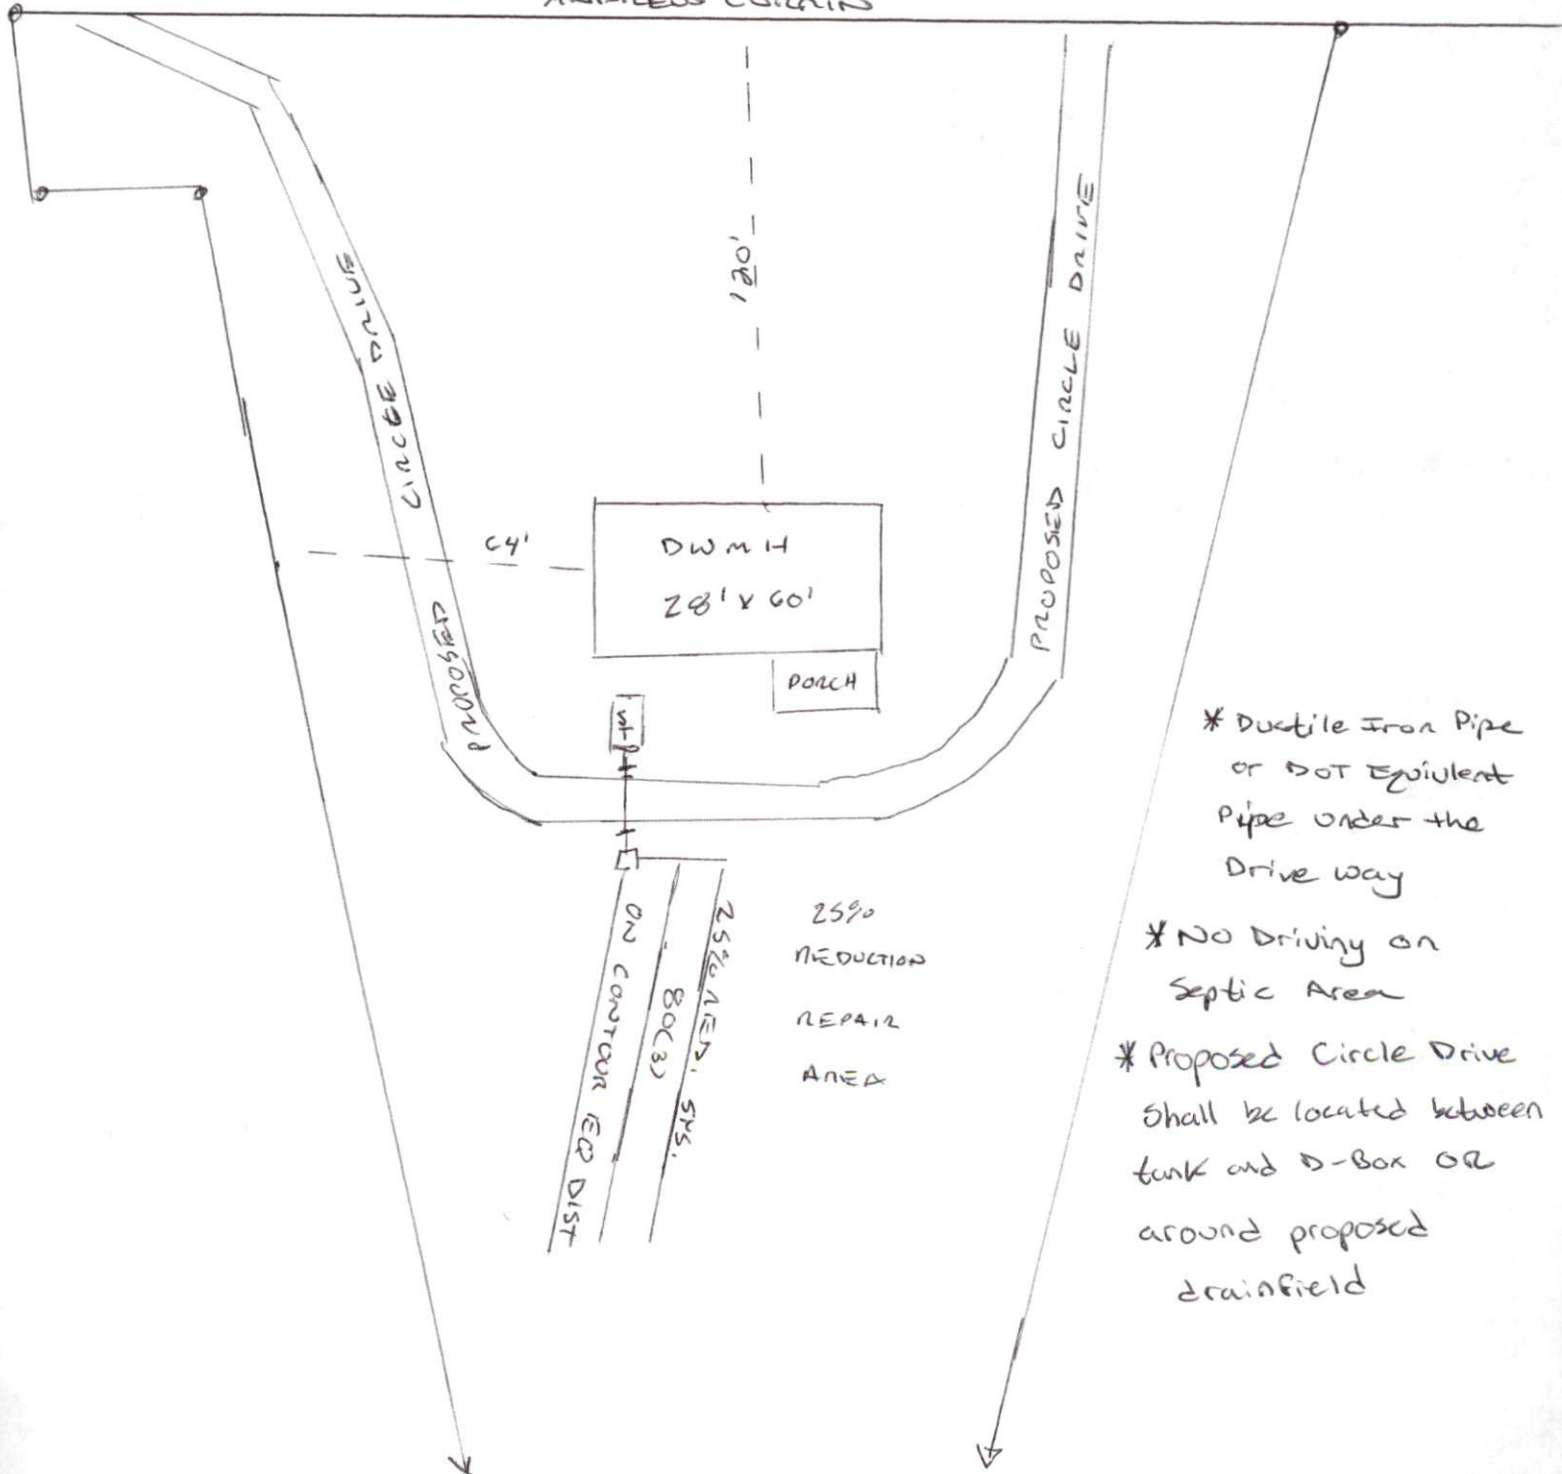 120'
PROPOSED CIRCLE DRIVE
PROPOSED CIRCLE DRIVE
64'
DWMH
28' X 60'
PORCH
25% RED. SYS.
80(3)
ON CONTOUR EQ DIST
25%
REDUCTION
REPAIR
AREA
* Ductile Iron Pipe
or DOT Equivlent
Pipe under the
Drive way
* No Driving on
Septic Area
* Proposed Circle Drive
Shall be located between
tank and D-Box OR
around proposed
drainfield